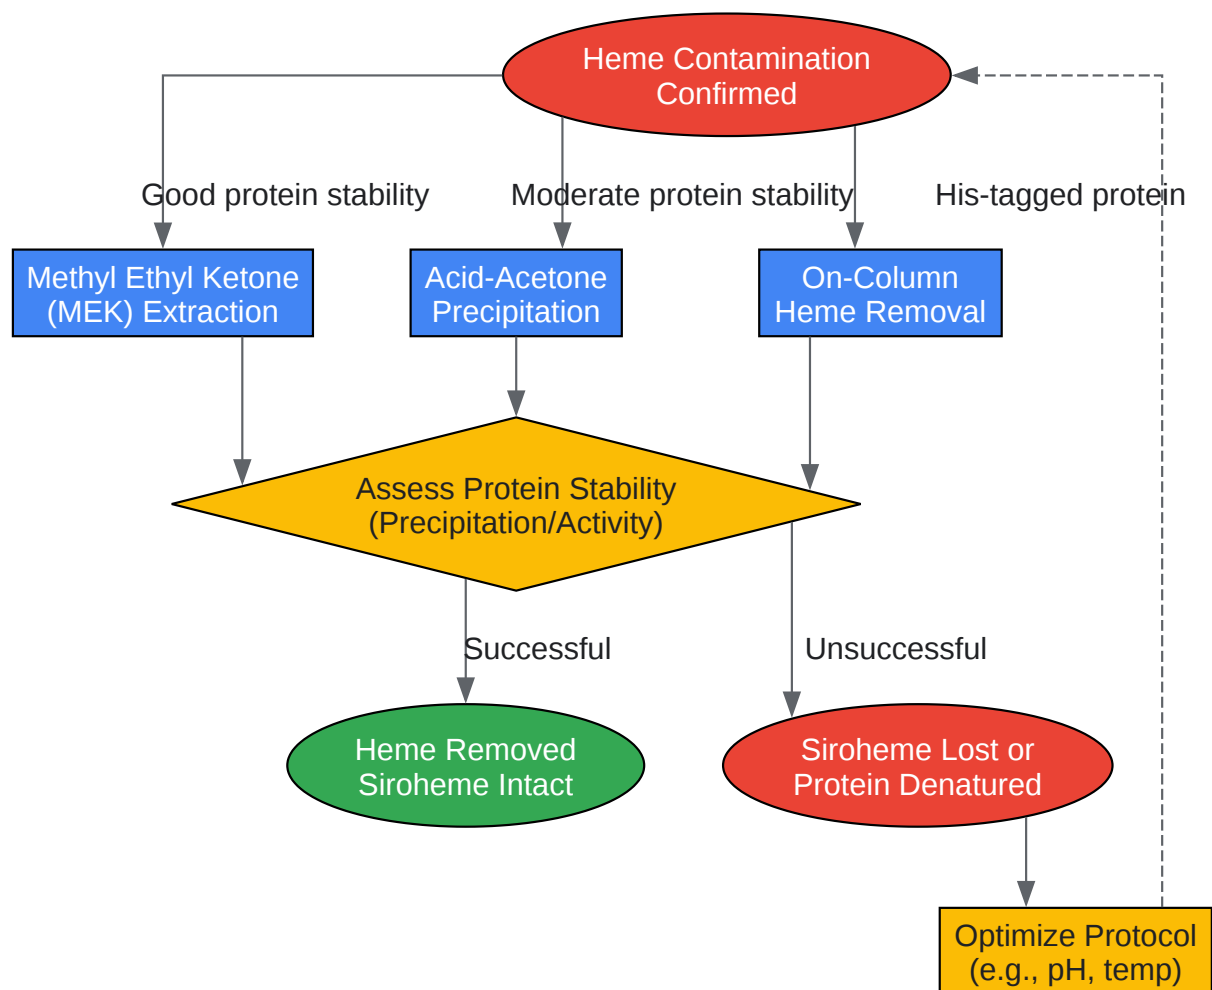 Heme Contamination
Confirmed
Good protein stability
Moderate protein stability
His-tagged protein
Methyl Ethyl Ketone
(MEK) Extraction
Acid-Acetone
Precipitation
On-Column
Heme Removal
Assess Protein Stability
(Precipitation/Activity)
Successful
Unsuccessful
Heme Removed
Siroheme Intact
Siroheme Lost or
Protein Denatured
Optimize Protocol
(e.g., pH, temp)